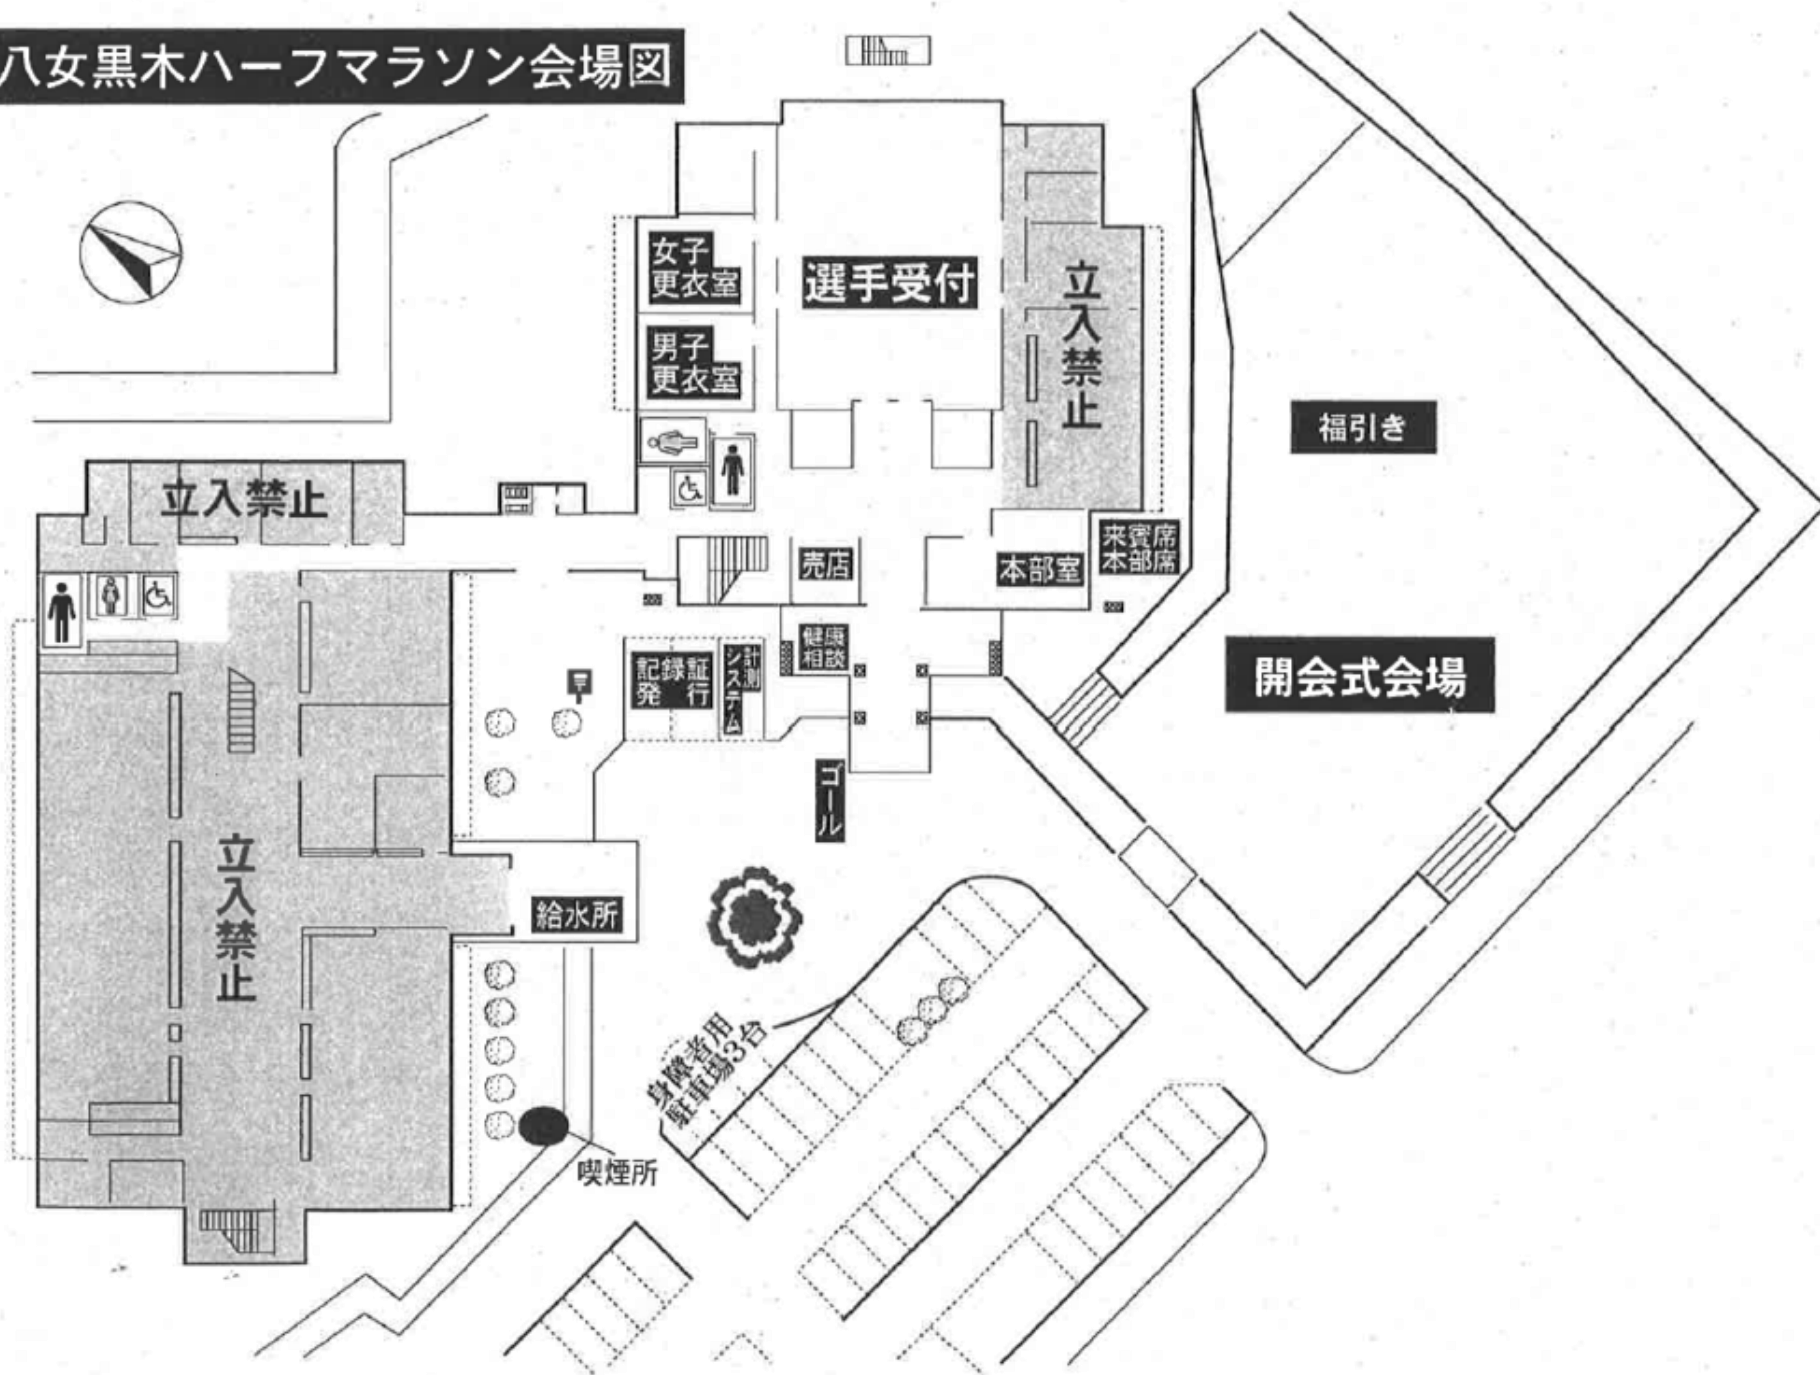 八女黒木ハーフマラソン会場図
女子
更衣室
選手受付
立入禁止
男子
更衣室
福引き
立入禁止
売店
本部室
来賓席
本部席
健康
相談
記録証
発行
計測
システム
開会式会場
ゴール
立入禁止
給水所
身障者用
駐車場3台
喫煙所